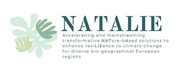 NATALIE
Accelerating and mainstreaming
transformative NATure-bAsed solutions to
enhance resiLIEnce to climate change
for diverse bio-geographical European
regions